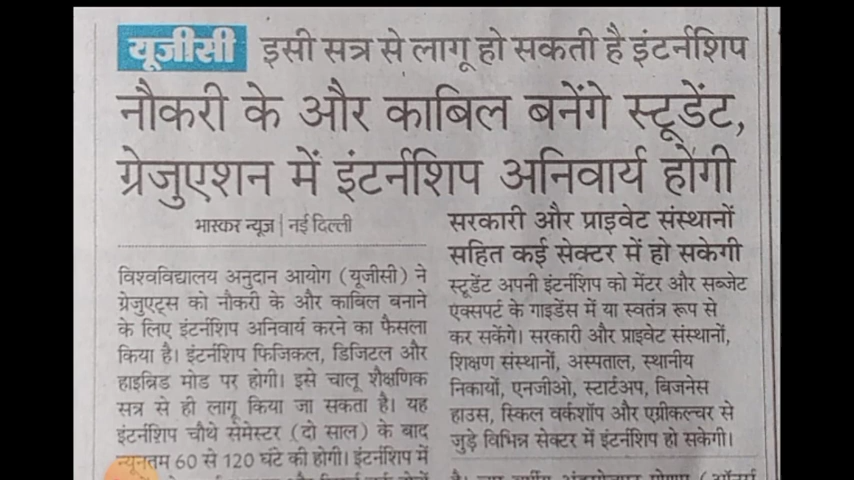 यूजीसी इसी सत्र से लागू हो सकती है इंटर्नशिप
नौकरी के और काबिल बनेंगे स्टूडेंट,
ग्रेजुएशन में इंटर्नशिप अनिवार्य होगी
भास्कर न्यूज | नई दिल्ली
विश्वविद्यालय अनुदान आयोग (यूजीसी) ने
ग्रेजुएट्स को नौकरी के और काबिल बनाने
के लिए इंटर्नशिप अनिवार्य करने का फैसला
किया है। इंटर्नशिप फिजिकल, डिजिटल और
हाइब्रिड मोड पर होगी। इसे चालू शैक्षणिक
सत्र से ही लागू किया जा सकता है। यह
इंटर्नशिप चौथे सेमेस्टर (दो साल) के बाद
न्यूनतम 60 से 120 घंटे की होगी। इंटर्नशिप में
सरकारी और प्राइवेट संस्थानों
सहित कई सेक्टर में हो सकेगी
स्टूडेंट अपनी इंटर्नशिप को मेंटर और सब्जेट
एक्सपर्ट के गाइडेंस में या स्वतंत्र रूप से
कर सकेंगे। सरकारी और प्राइवेट संस्थानों,
शिक्षण संस्थानों, अस्पताल, स्थानीय
निकायों, एनजीओ, स्टार्टअप, बिजनेस
हाउस, स्किल वर्कशॉप और एग्रीकल्चर से
जुड़े विभिन्न सेक्टर में इंटर्नशिप हो सकेगी।